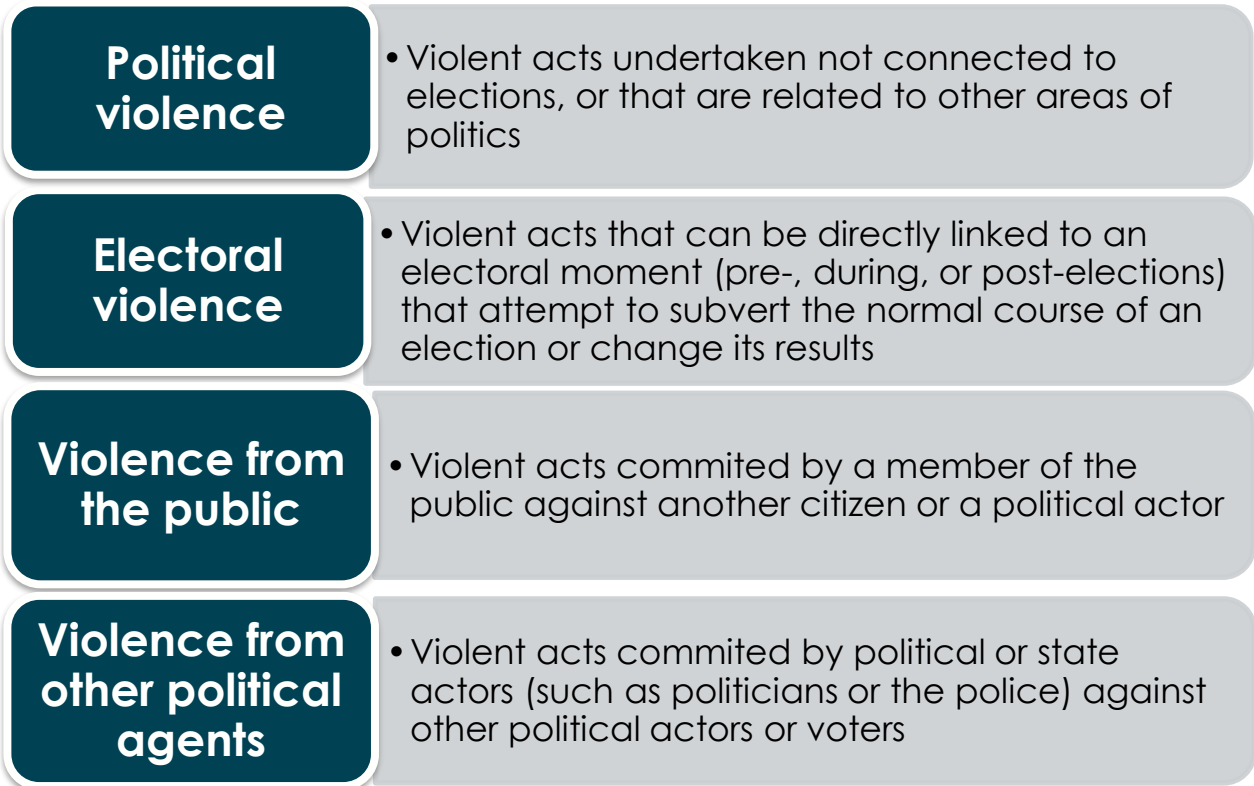 Political
violence
• Violent acts undertaken not connected to
elections, or that are related to other areas of
politics
Electoral
violence
• Violent acts that can be directly linked to an
electoral moment (pre-, during, or post-elections)
that attempt to subvert the normal course of an
election or change its results
Violence from
the public
• Violent acts commited by a member of the
public against another citizen or a political actor
Violence from
other political
agents
• Violent acts commited by political or state
actors (such as politicians or the police) against
other political actors or voters